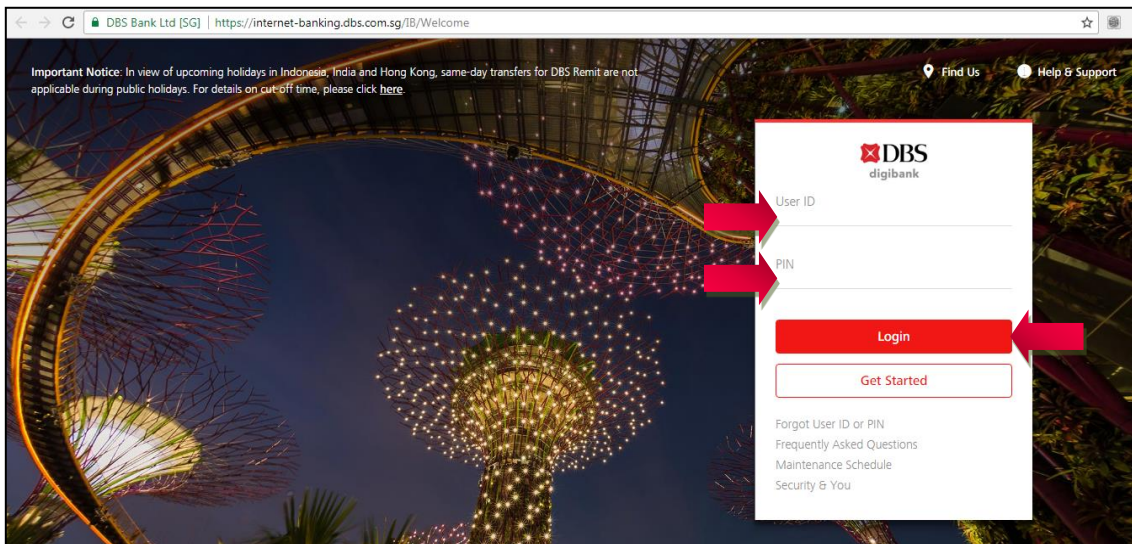 DBS Bank Ltd [SG] | https://internet-banking.dbs.com.sg/IB/Welcome
Important Notice: In view of upcoming holidays in Indonesia, India and Hong Kong, same-day transfers for DBS Remit are not
applicable during public holidays. For details on cut-off time, please click here.
Find Us
Help & Support
DBS
digibank
User ID
PIN
Login
Get Started
Forgot User ID or PIN
Frequently Asked Questions
Maintenance Schedule
Security & You